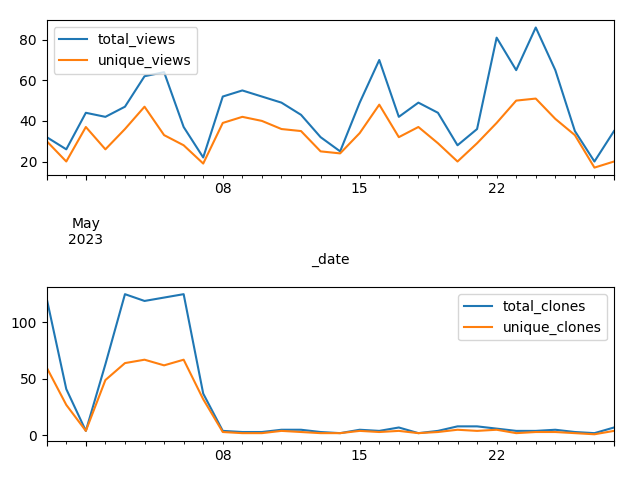 80
60
40
20
total_views
unique_views
08
15
22
May
2023
_date
100
50
0
total_clones
unique_clones
08
15
22